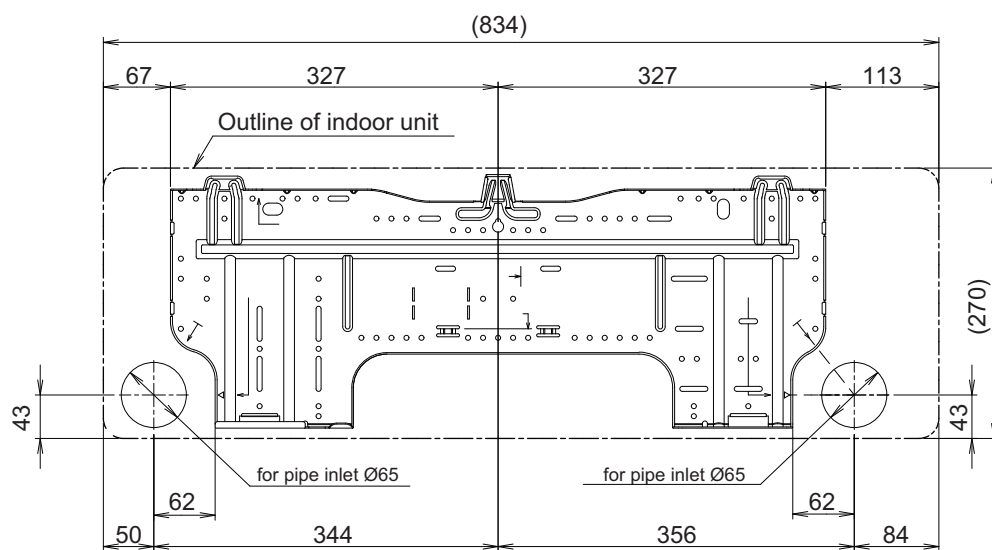 (834)
67 327 327 113
Outline of indoor unit
(270)
43 43
for pipe inlet Ø65 for pipe inlet Ø65
62 62
50 344 356 84